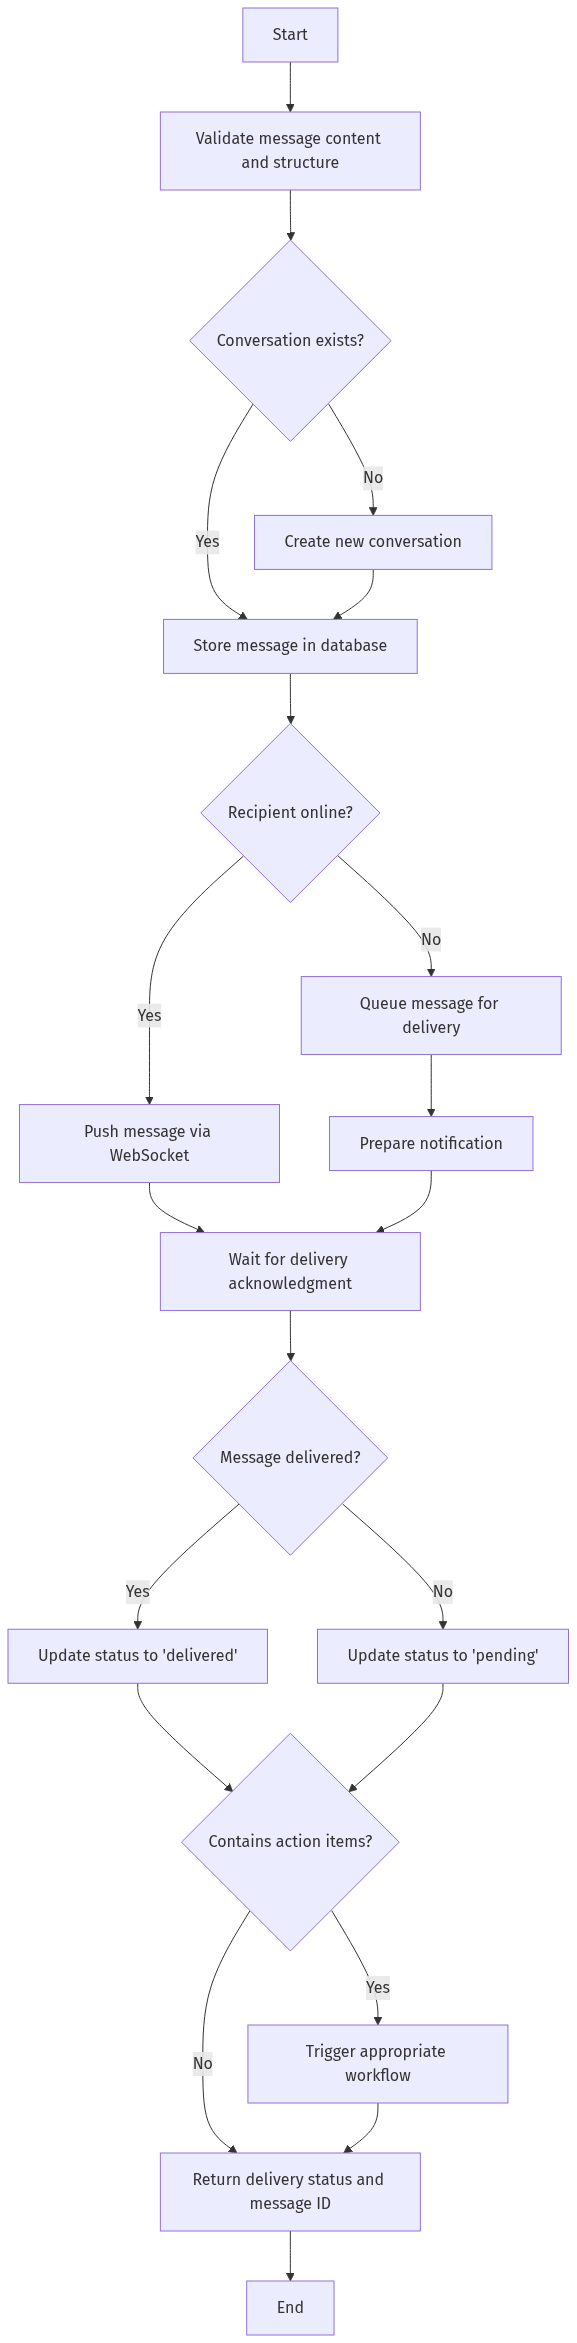 Start
Validate message content
and structure
Conversation exists?
No
Yes
Create new conversation
Store message in database
Recipient online?
No
Yes
Queue message for
delivery
Push message via
WebSocket
Prepare notification
Wait for delivery
acknowledgment
Message delivered?
Yes
No
Update status to 'delivered'
Update status to 'pending'
Contains action items?
Yes
No
Trigger appropriate
workflow
Return delivery status and
message ID
End